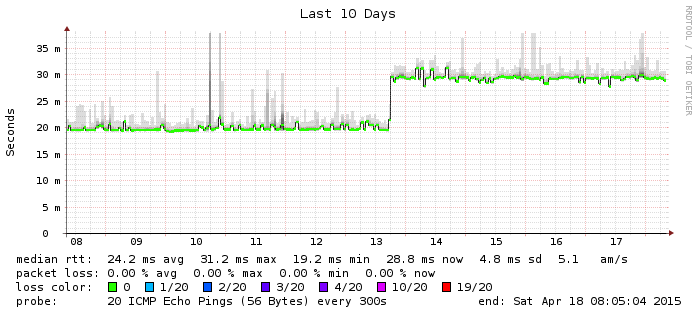 Last 10 Days
RRDTOOL / TOBI OETIKER
Seconds
35 m
30 m
25 m
20 m
15 m
10 m
5 m
0
08 09 10 11 12 13 14 15 16 17
median rtt: 24.2 ms avg 31.2 ms max 19.2 ms min 28.8 ms now 4.8 ms sd 5.1 am/s
packet loss: 0.00 % avg 0.00 % max 0.00 % min 0.00 % now
loss color: 0 1/20 2/20 3/20 4/20 10/20 19/20
probe: 20 ICMP Echo Pings (56 Bytes) every 300s end: Sat Apr 18 08:05:04 2015